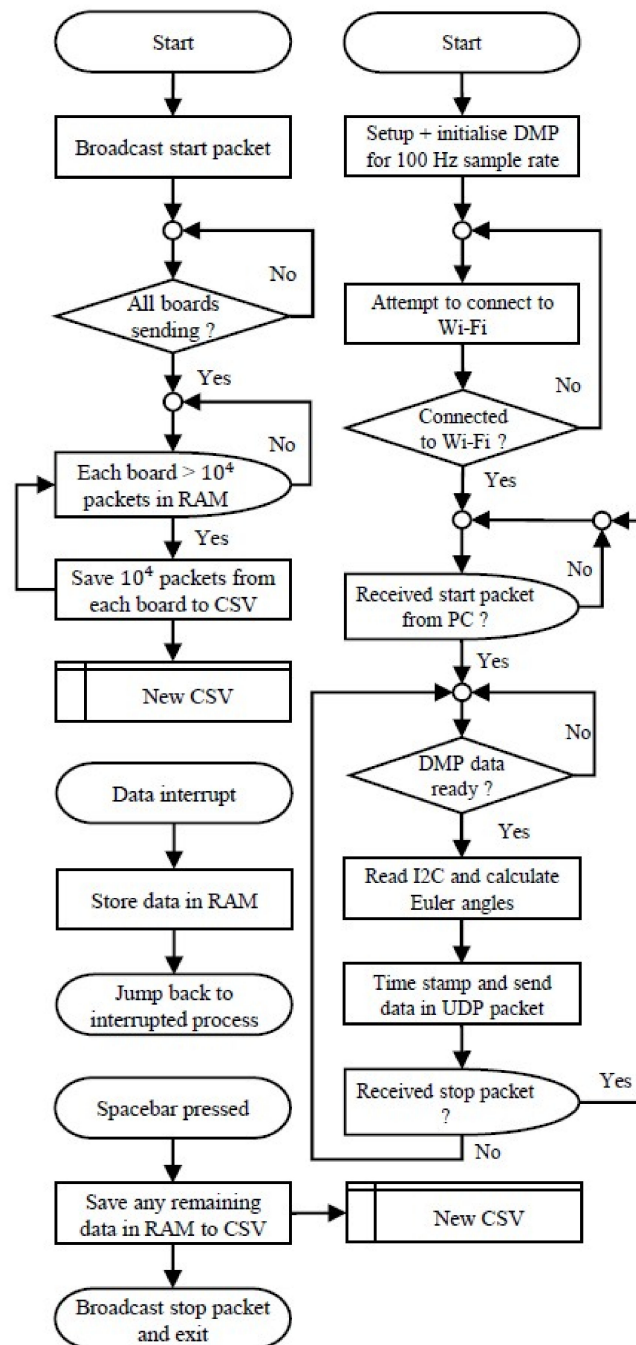 Start
Broadcast start packet
No
All boards
sending ?
Yes
No
Each board > 10⁴
packets in RAM
Yes
Save 10⁴ packets from
each board to CSV
New CSV
Data interrupt
Store data in RAM
Jump back to
interrupted process
Spacebar pressed
Save any remaining
data in RAM to CSV
New CSV
Broadcast stop packet
and exit
Start
Setup + initialise DMP
for 100 Hz sample rate
Attempt to connect to
Wi-Fi
No
Connected
to Wi-Fi ?
Yes
No
Received start packet
from PC ?
Yes
No
DMP data
ready ?
Yes
Read I2C and calculate
Euler angles
Time stamp and send
data in UDP packet
Received stop packet
?
Yes
No